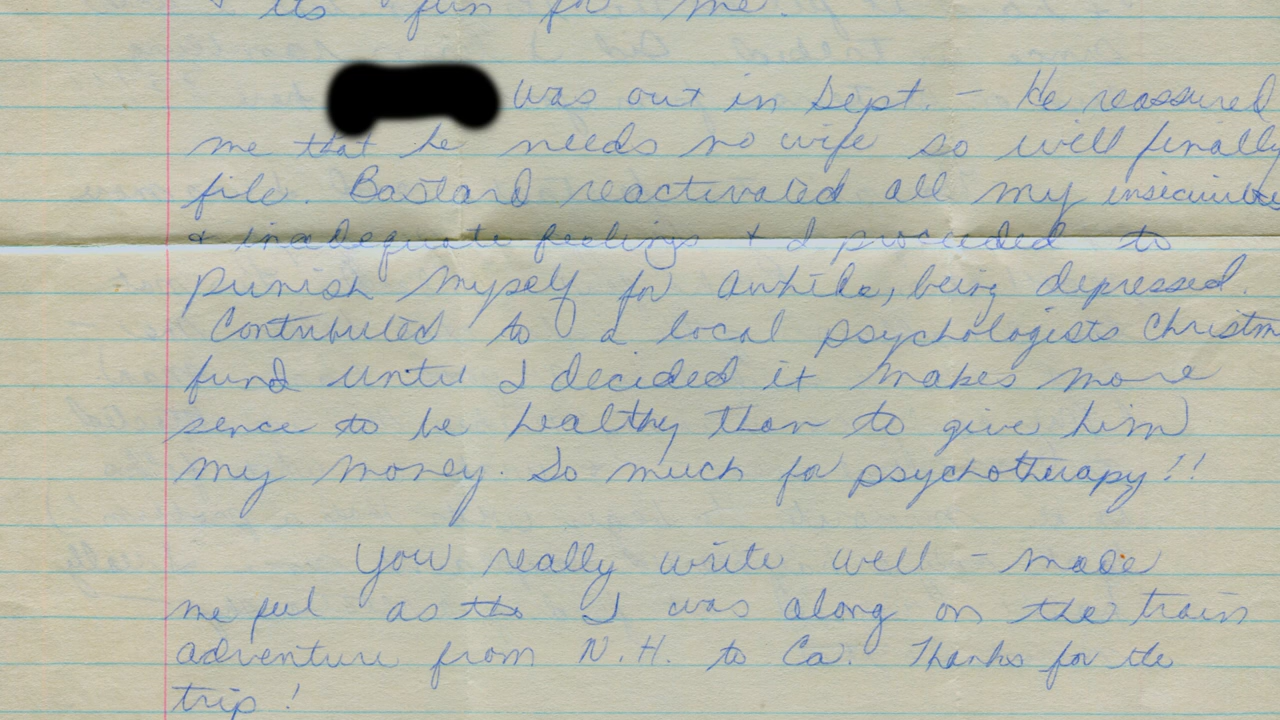 its fun for me.
was out in Sept. – He reassured
me that he needs no wife so will finally
file. Bastard reactivated all my insecurities
& inadequate feelings & I proceeded to
punish myself for awhile, being depressed.
Contributed to a local psychologists Christm
fund until I decided it makes more
sence to be healthy than to give him
my money. So much for psychotherapy!!
You really write well – made
me feel as tho I was along on the train
adventure from N.H. to Ca. Thanks for the
trip!